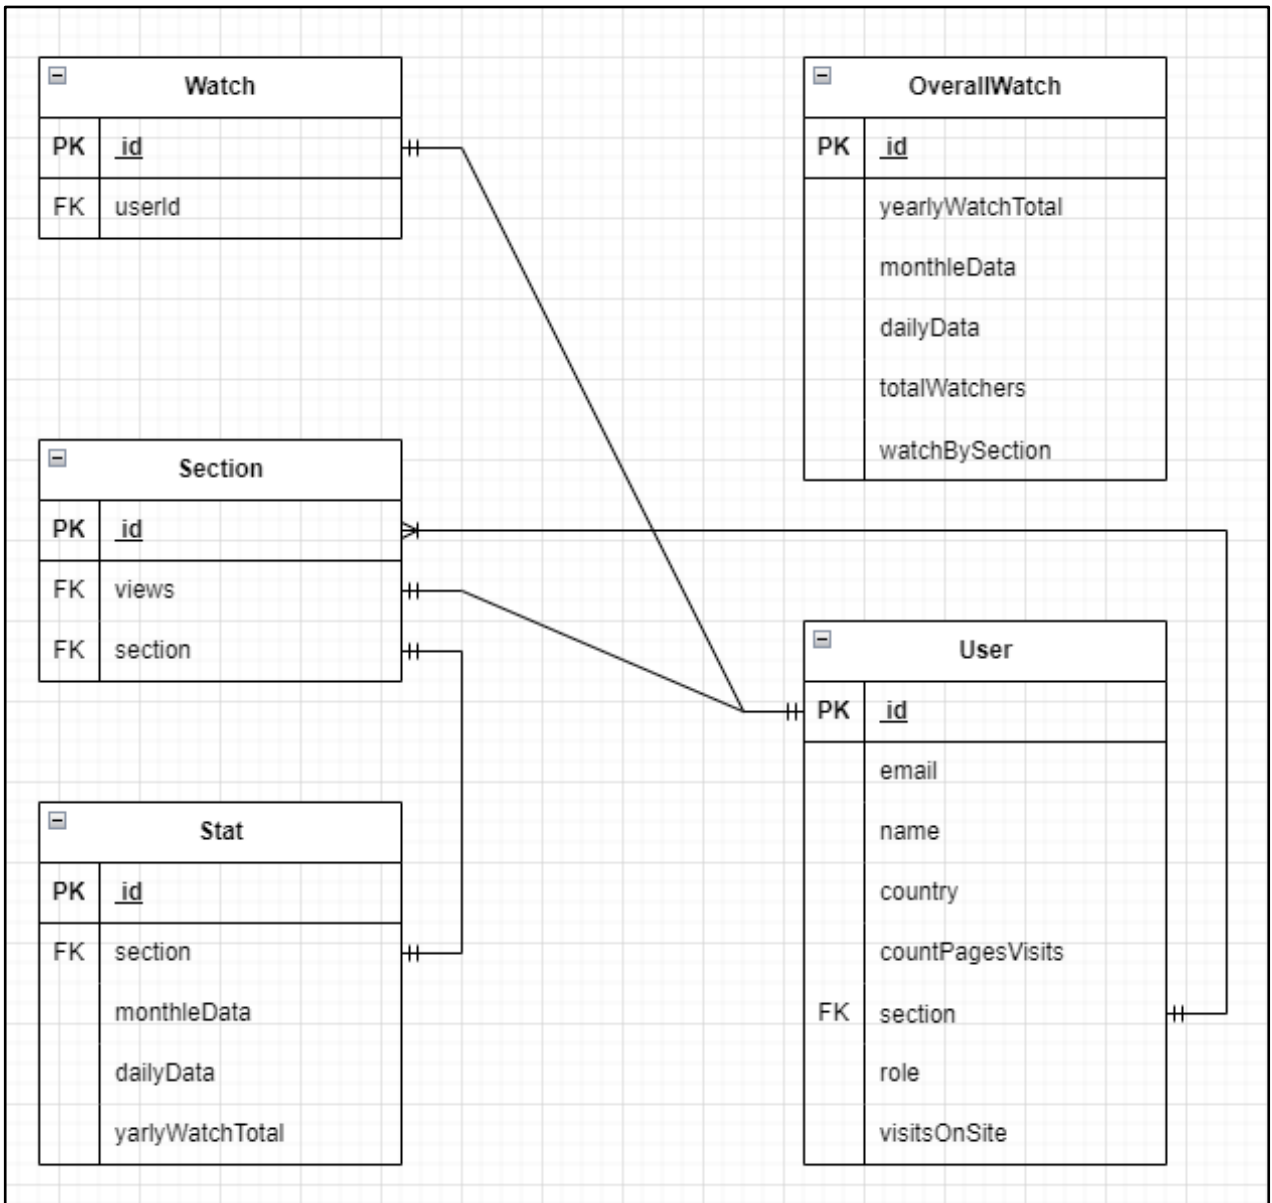 Watch
PK _id
FK userId
OverallWatch
PK _id
yearlyWatchTotal
monthleData
dailyData
totalWatchers
watchBySection
Section
PK _id
FK views
FK section
User
PK _id
email
name
country
countPagesVisits
FK section
role
visitsOnSite
Stat
PK _id
FK section
monthleData
dailyData
yarlyWatchTotal